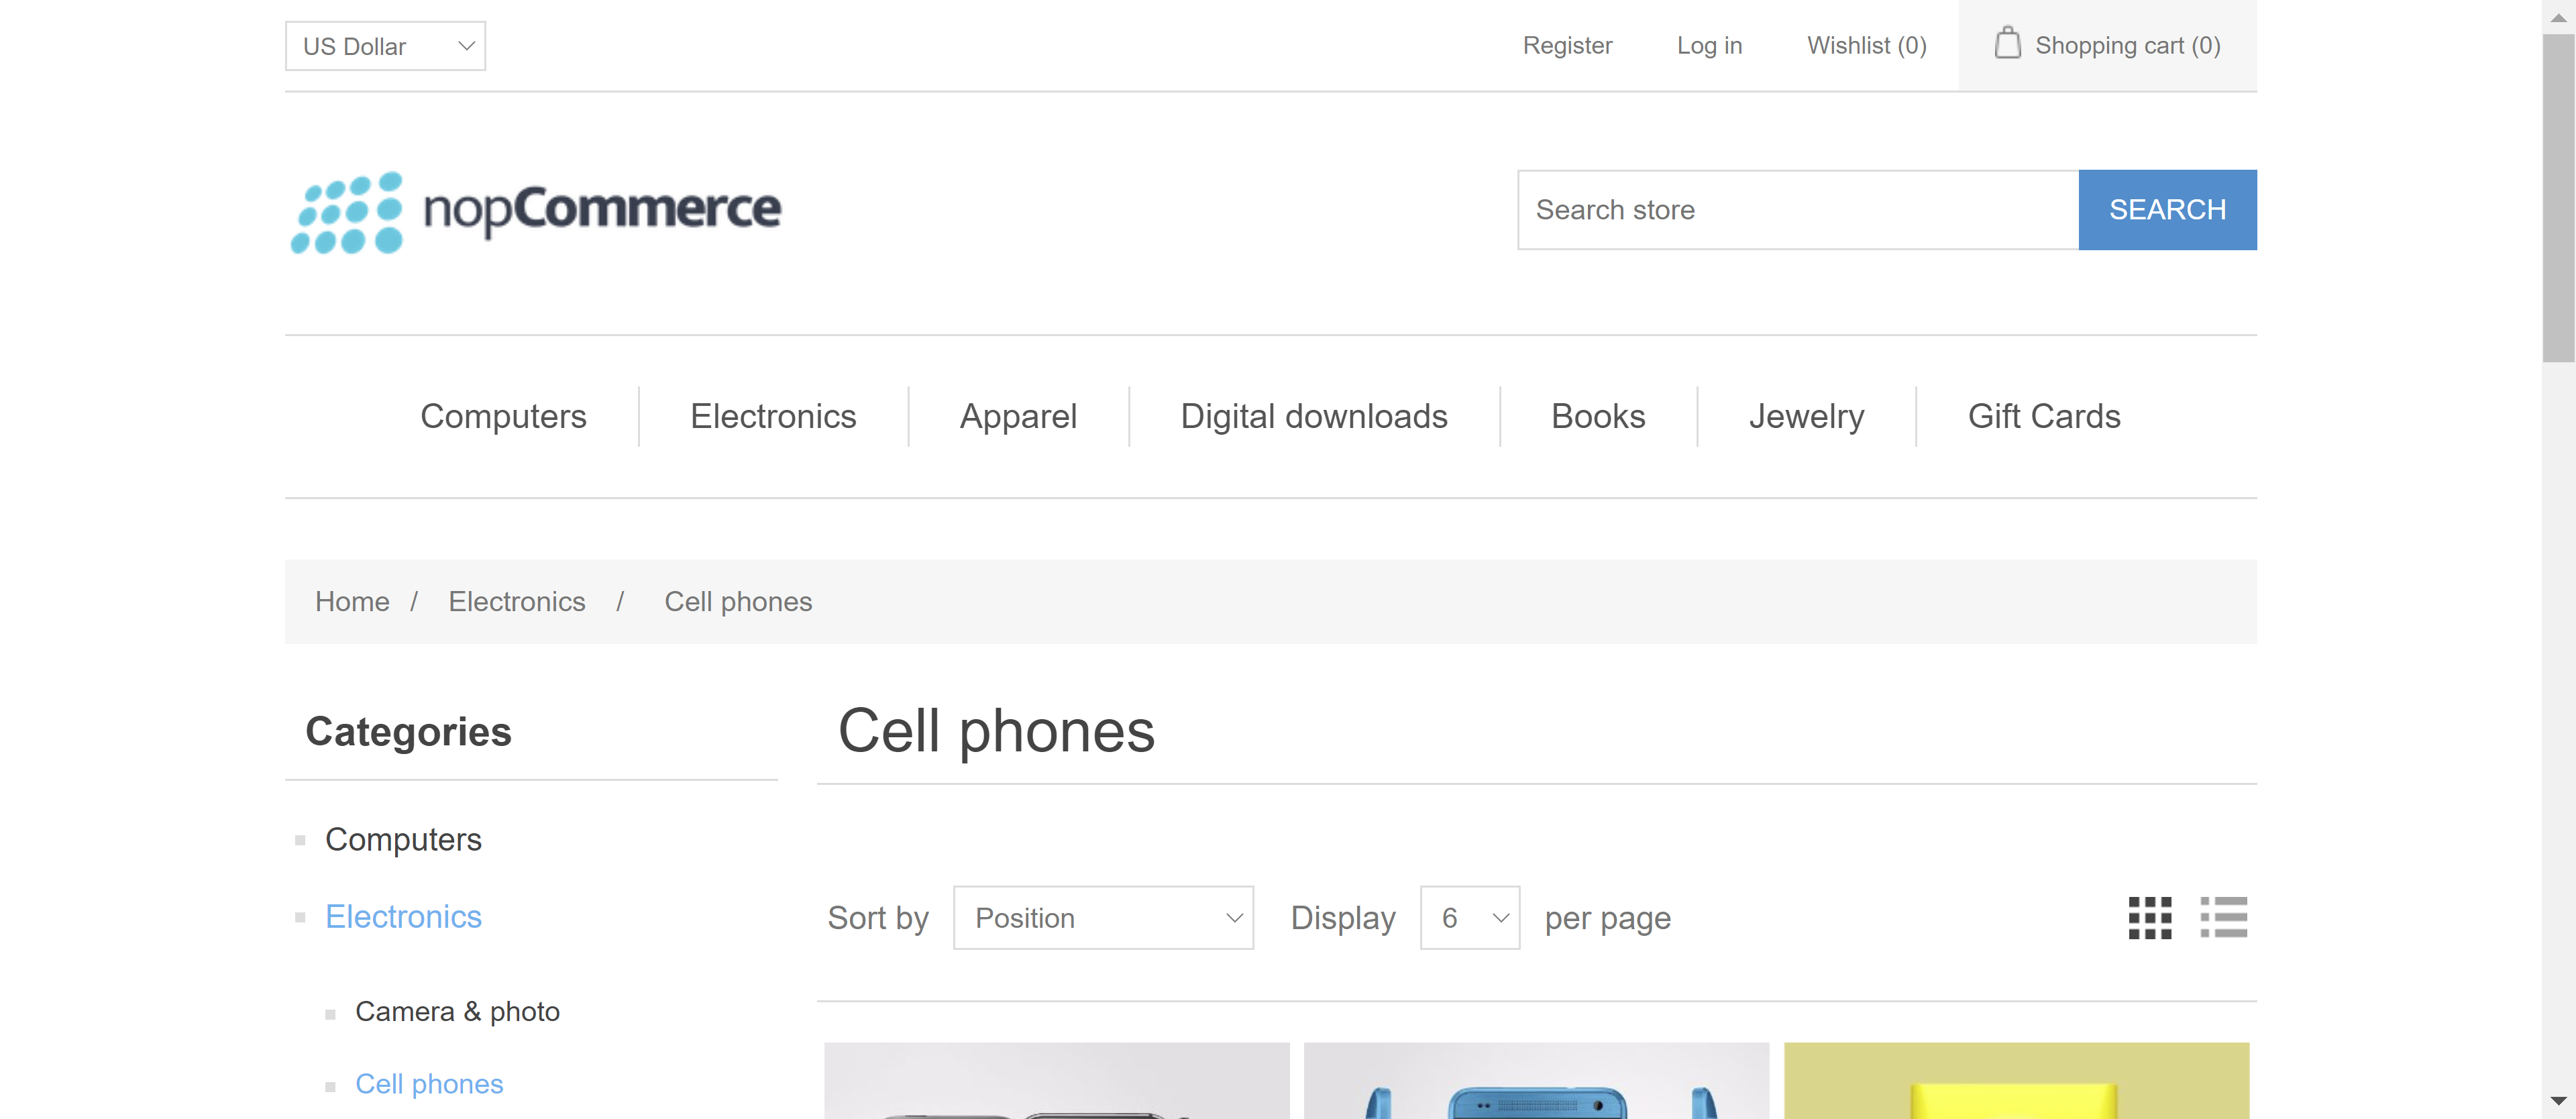 US Dollar
Register
Log in
Wishlist (0)
Shopping cart (0)
nopCommerce
Search store
SEARCH
Computers
Electronics
Apparel
Digital downloads
Books
Jewelry
Gift Cards
Home / Electronics / Cell phones
Categories
Computers
Electronics
Camera & photo
Cell phones
Cell phones
Sort by Position Display 6 per page